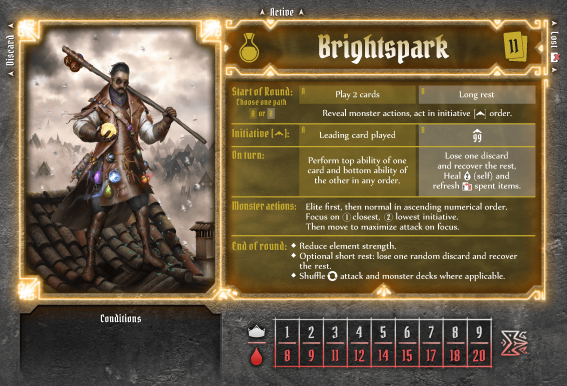 Active
Discard
Lost
Brightspark
11
Start of Round:
Choose one path
A or B
A Play 2 cards
B Long rest
Reveal monster actions, act in initiative order.
Initiative [ ]:
A Leading card played
B 99
On turn:
Perform top ability of one
card and bottom ability of
the other in any order.
Lose one discard
and recover the rest,
Heal 2 (self) and
refresh spent items.
Monster actions:
Elite first, then normal in ascending numerical order.
Focus on ① closest, ② lowest initiative.
Then move to maximize attack on focus.
End of round:
◆ Reduce element strength.
◆ Optional short rest: lose one random discard and recover
the rest.
◆ Shuffle attack and monster decks where applicable.
Conditions
1 2 3 4 5 6 7 8 9
8 9 11 12 14 15 17 18 20